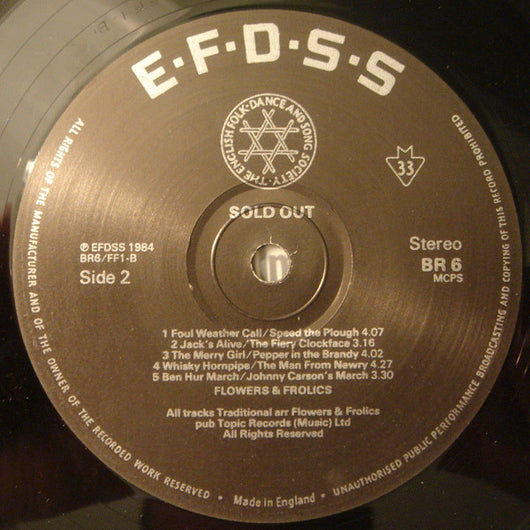 E·F·D·S·S
THE ENGLISH FOLK·DANCE AND SONG SOCIETY·
33
SOLD OUT
℗ EFDSS 1984
BR6/FF1-B
Side 2
Stereo
BR 6
MCPS
1 Foul Weather Call/Speed the Plough 4.07
2 Jack's Alive/The Fiery Clockface 3.16
3 The Merry Girl/Pepper in the Brandy 4.02
4 Whisky Hornpipe/The Man From Newry 4.27
5 Ben Hur March/Johnny Carson's March 3.30
FLOWERS & FROLICS
All tracks Traditional arr Flowers & Frolics
pub Topic Records (Music) Ltd
All Rights Reserved
ALL RIGHTS OF THE MANUFACTURER AND OF THE OWNER OF THE RECORDED WORK RESERVED • Made in England • UNAUTHORISED PUBLIC PERFORMANCE BROADCASTING AND COPYING OF THIS RECORD PROHIBITED